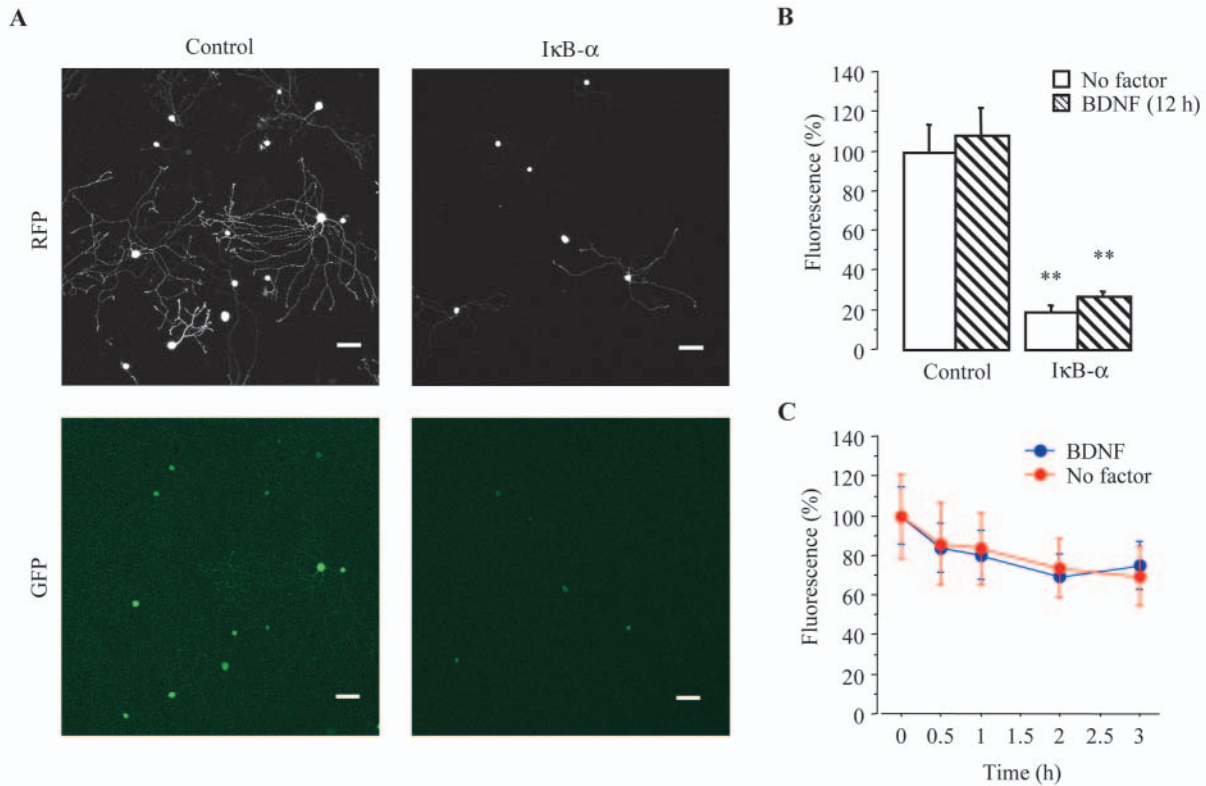 A
Control
IκB-α
RFP
GFP
B
140
120
100
80
60
40
20
0
Fluorescence (%)
No factor
BDNF (12 h)
**
**
Control
IκB-α
C
140
120
100
80
60
40
20
0
Fluorescence (%)
BDNF
No factor
0 0.5 1 1.5 2 2.5 3
Time (h)